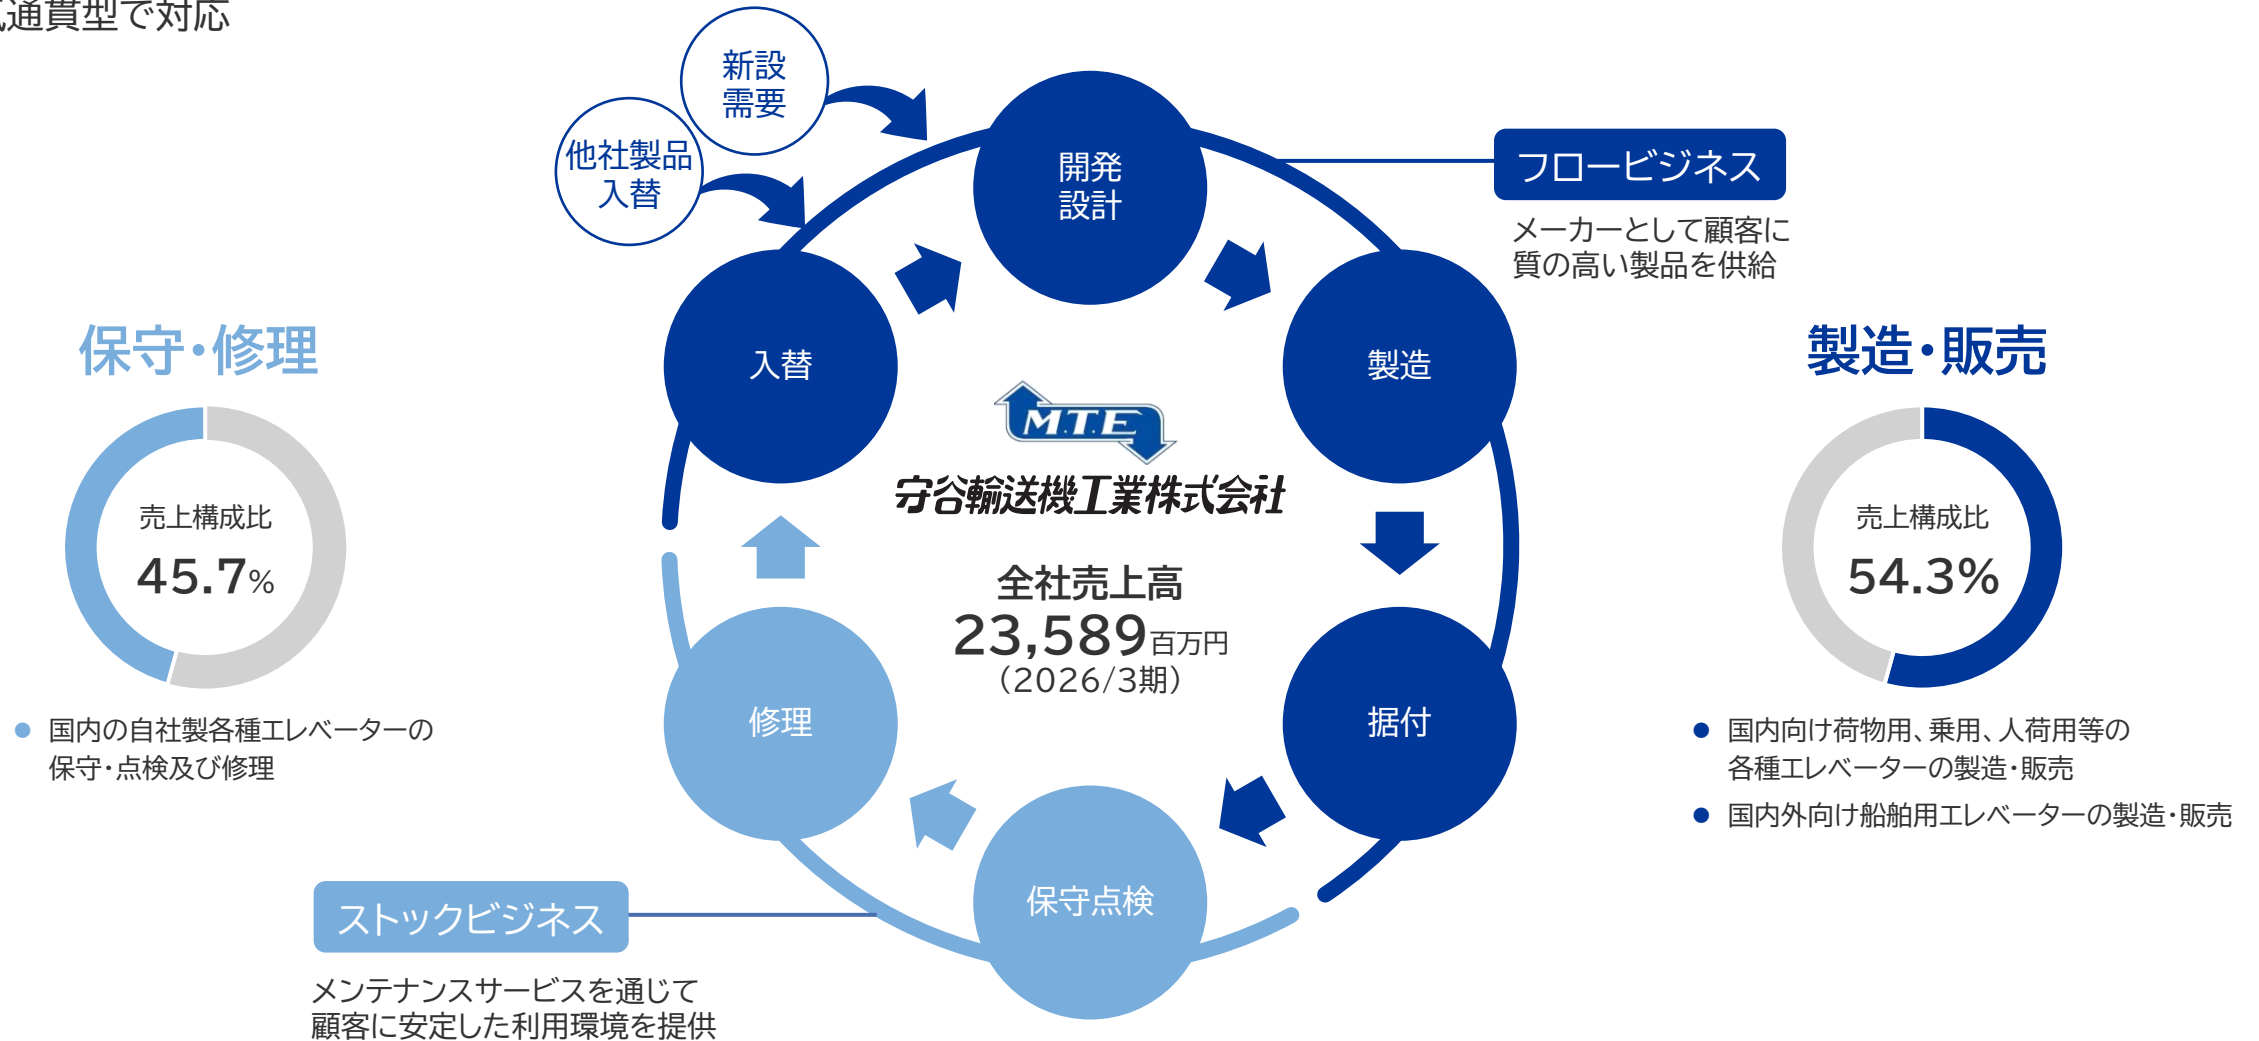 通貫型で対応
新設
需要
他社製品
入替
開発
設計
フロービジネス
メーカーとして顧客に
質の高い製品を供給
保守・修理
売上構成比
45.7%
国内の自社製各種エレベーターの
保守・点検及び修理
入替
製造
M.T.E
守谷輸送機工業株式会社
全社売上高
23,589百万円
（2026/3期）
修理
据付
保守点検
製造・販売
売上構成比
54.3%
国内向け荷物用、乗用、人荷用等の
各種エレベーターの製造・販売
国内外向け船舶用エレベーターの製造・販売
ストックビジネス
メンテナンスサービスを通じて
顧客に安定した利用環境を提供